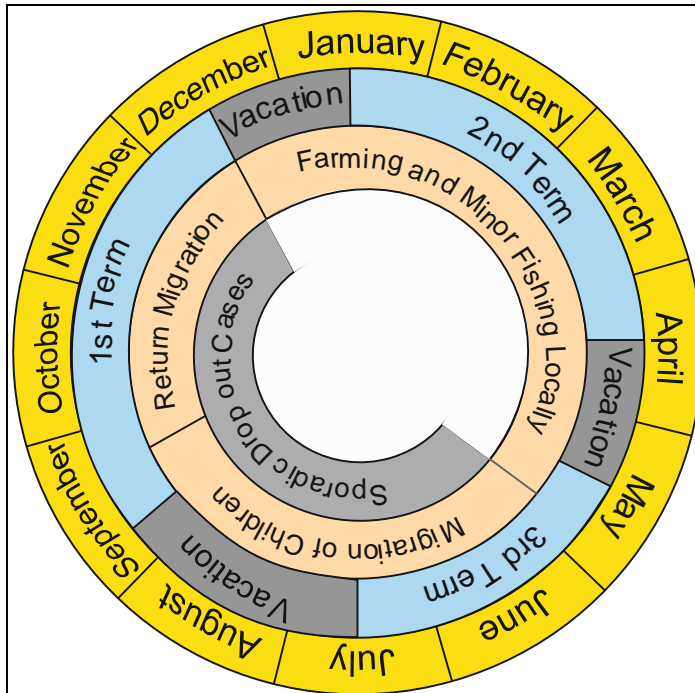 January
February
March
April
May
June
July
August
September
October
November
December
Vacation
2nd Term
Vacation
3rd Term
Vacation
1st Term
Farming and Minor Fishing Locally
Migration of Children
Return Migration
Sporadic Drop out Cases